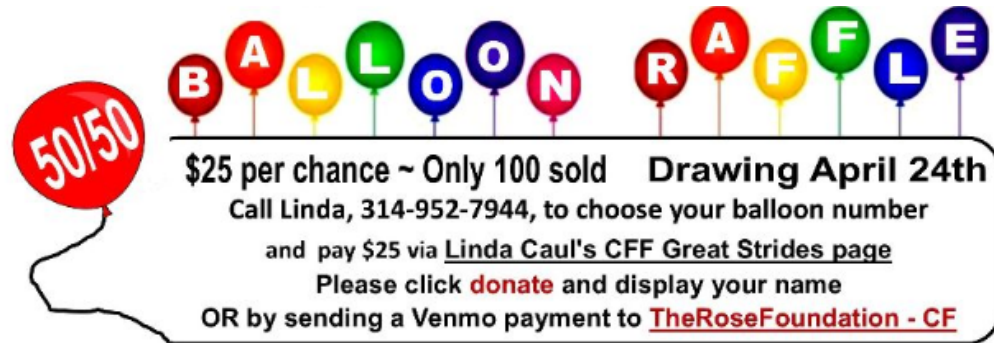 BALLOON RAFFLE
50/50
$25 per chance ~ Only 100 sold Drawing April 24th
Call Linda, 314-952-7944, to choose your balloon number
and pay $25 via Linda Caul's CFF Great Strides page
Please click donate and display your name
OR by sending a Venmo payment to TheRoseFoundation - CF